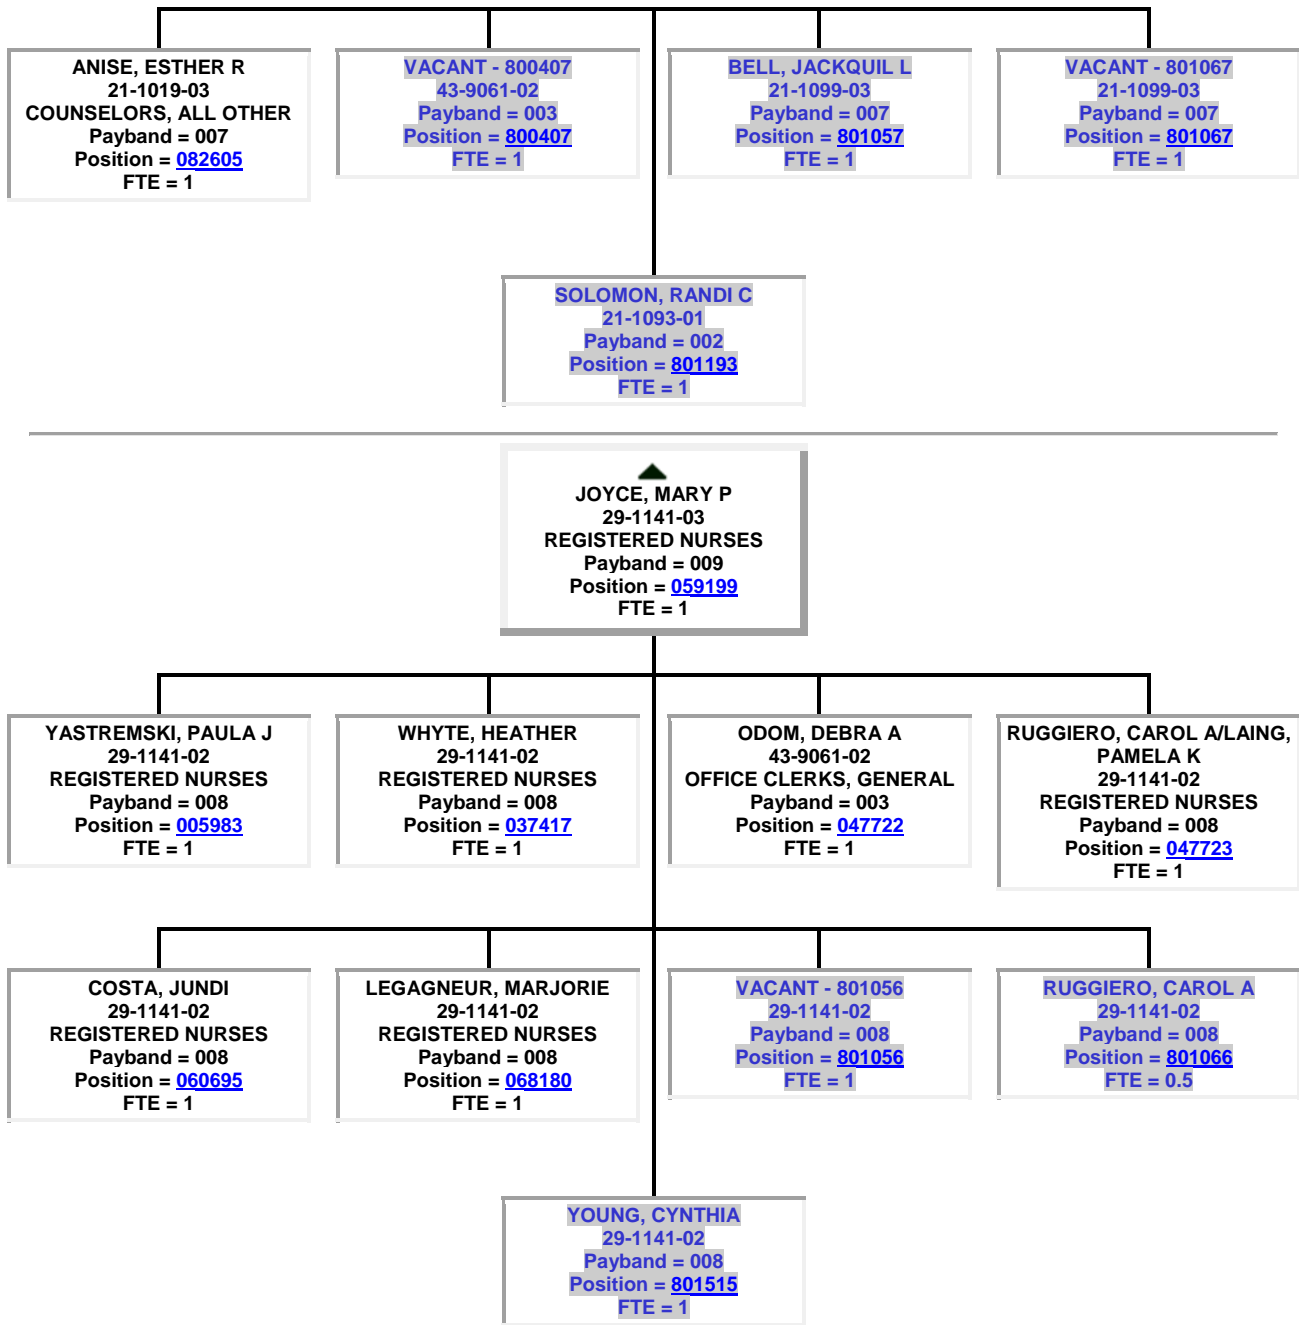 ANISE, ESTHER R
21-1019-03
COUNSELORS, ALL OTHER
Payband = 007
Position = 082605
FTE = 1
VACANT - 800407
43-9061-02
Payband = 003
Position = 800407
FTE = 1
BELL, JACKQUIL L
21-1099-03
Payband = 007
Position = 801057
FTE = 1
VACANT - 801067
21-1099-03
Payband = 007
Position = 801067
FTE = 1
SOLOMON, RANDI C
21-1093-01
Payband = 002
Position = 801193
FTE = 1
JOYCE, MARY P
29-1141-03
REGISTERED NURSES
Payband = 009
Position = 059199
FTE = 1
YASTREMSKI, PAULA J
29-1141-02
REGISTERED NURSES
Payband = 008
Position = 005983
FTE = 1
WHYTE, HEATHER
29-1141-02
REGISTERED NURSES
Payband = 008
Position = 037417
FTE = 1
ODOM, DEBRA A
43-9061-02
OFFICE CLERKS, GENERAL
Payband = 003
Position = 047722
FTE = 1
RUGGIERO, CAROL A/LAING,
PAMELA K
29-1141-02
REGISTERED NURSES
Payband = 008
Position = 047723
FTE = 1
COSTA, JUNDI
29-1141-02
REGISTERED NURSES
Payband = 008
Position = 060695
FTE = 1
LEGAGNEUR, MARJORIE
29-1141-02
REGISTERED NURSES
Payband = 008
Position = 068180
FTE = 1
VACANT - 801056
29-1141-02
Payband = 008
Position = 801056
FTE = 1
RUGGIERO, CAROL A
29-1141-02
Payband = 008
Position = 801066
FTE = 0.5
YOUNG, CYNTHIA
29-1141-02
Payband = 008
Position = 801515
FTE = 1